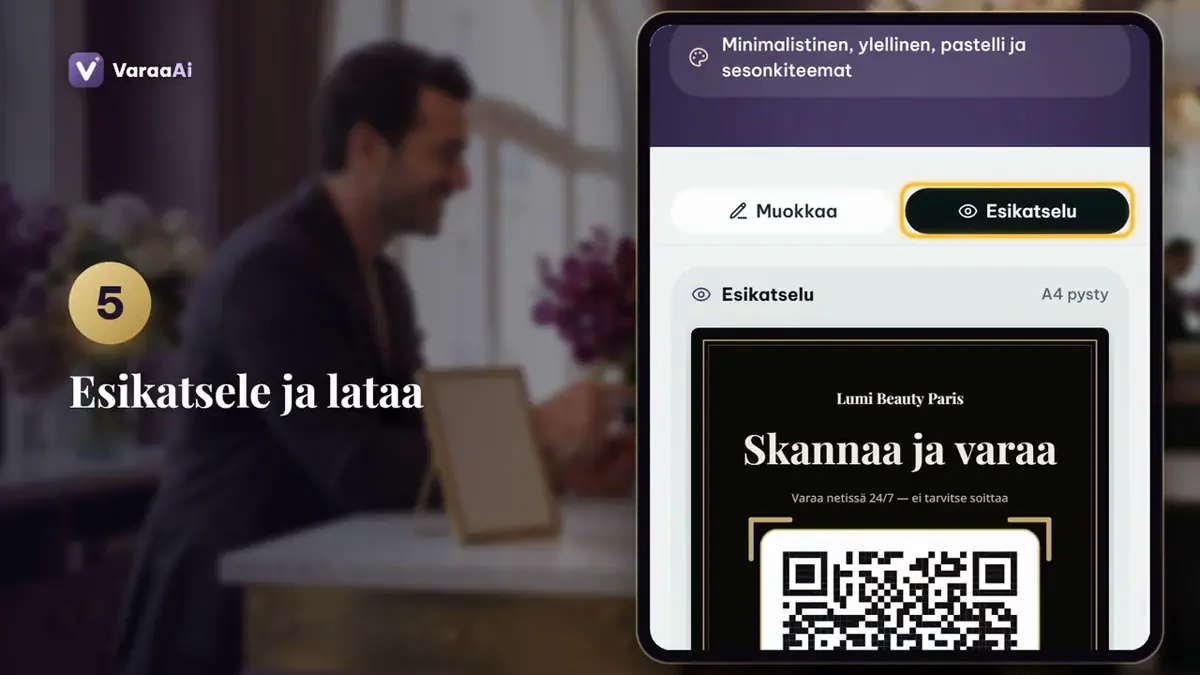 VaraaAi
5
Esikatsele ja lataa
Minimalistinen, ylellinen, pastelli ja
sesonkiteemat
Muokkaa
Esikatselu
Esikatselu
A4 pysty
Lumi Beauty Paris
Skannaa ja varaa
Varaa netissä 24/7 — ei tarvitse soittaa